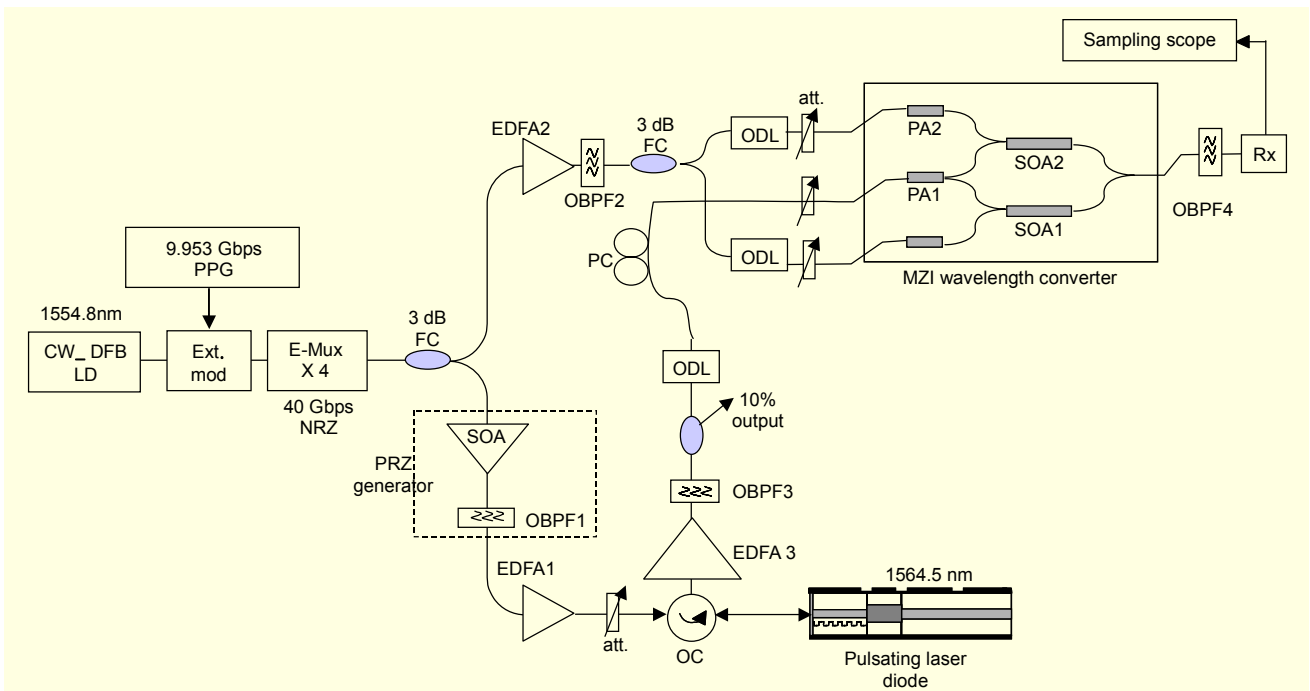 Sampling scope
att.
3 dB
FC
EDFA2
ODL
PA2
SOA2
Rx
OBPF2
PA1
SOA1
OBPF4
9.953 Gbps
PPG
PC
ODL
MZI wavelength converter
1554.8nm
3 dB
FC
CW_ DFB
LD
Ext.
mod
E-Mux
X 4
ODL
40 Gbps
NRZ
10%
output
SOA
PRZ
generator
OBPF3
OBPF1
EDFA 3
EDFA1
1564.5 nm
att.
OC
Pulsating laser
diode